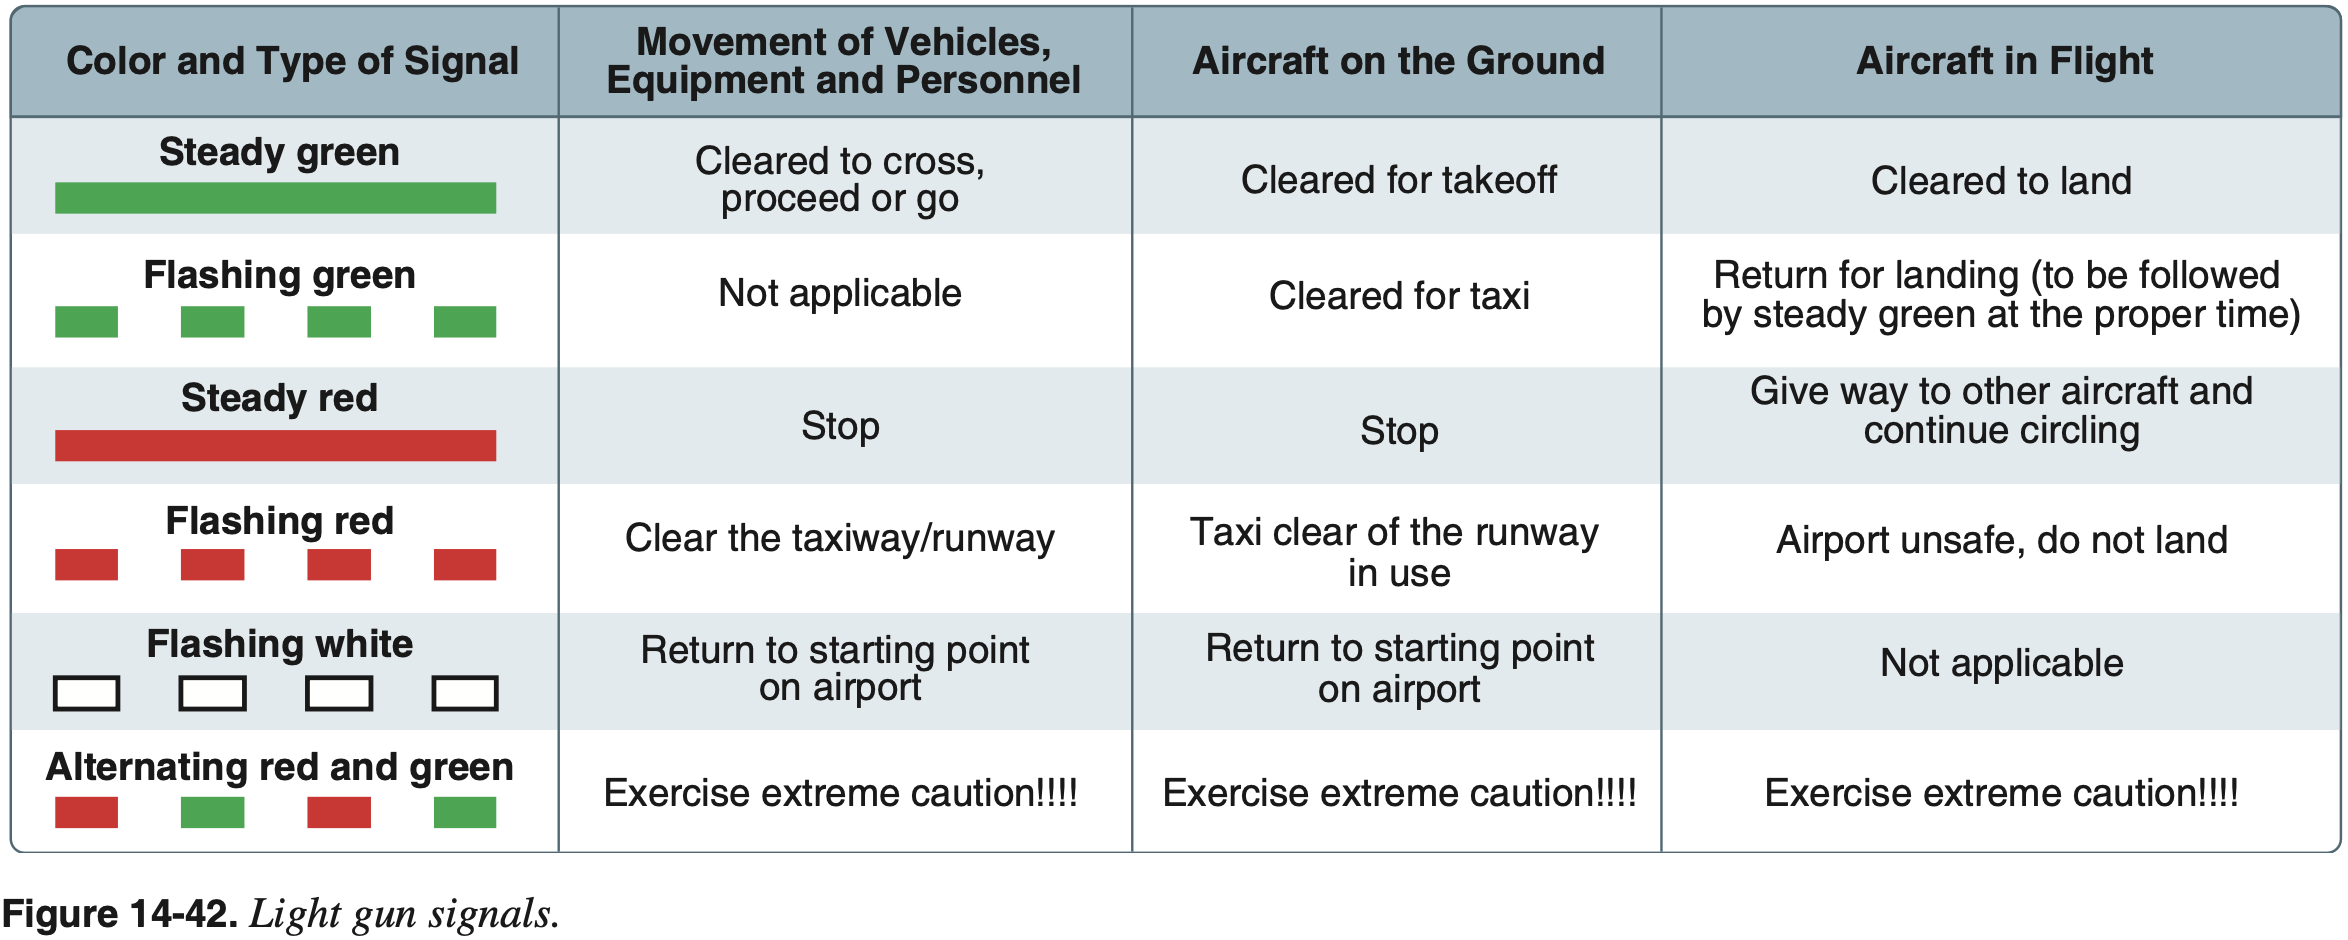 Color and Type of Signal
Movement of Vehicles,
Equipment and Personnel
Aircraft on the Ground
Aircraft in Flight
Steady green
Cleared to cross,
proceed or go
Cleared for takeoff
Cleared to land
Flashing green
Not applicable
Cleared for taxi
Return for landing (to be followed
by steady green at the proper time)
Steady red
Stop
Stop
Give way to other aircraft and
continue circling
Flashing red
Clear the taxiway/runway
Taxi clear of the runway
in use
Airport unsafe, do not land
Flashing white
Return to starting point
on airport
Return to starting point
on airport
Not applicable
Alternating red and green
Exercise extreme caution!!!!
Exercise extreme caution!!!!
Exercise extreme caution!!!!
Figure 14-42. Light gun signals.